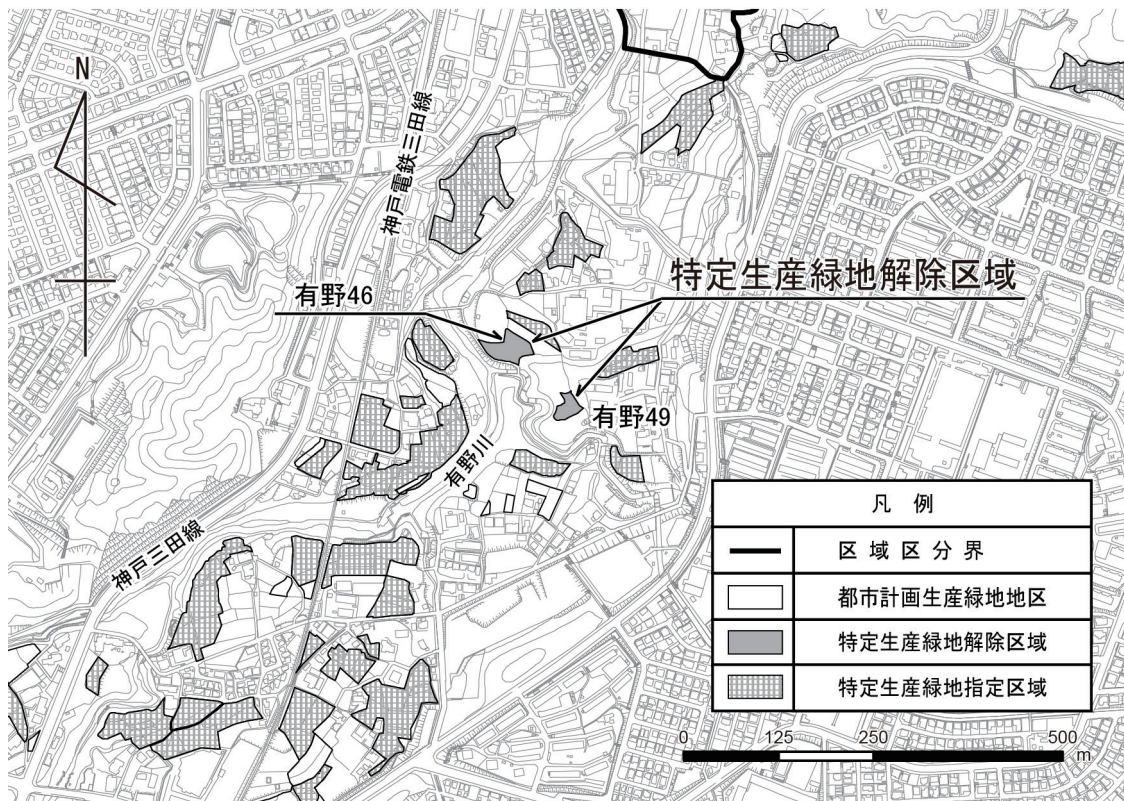 N
神戸電鉄三田線
特定生産緑地解除区域
有野46
有野49
有野川
神戸三田線
凡例
区域区分界
都市計画生産緑地地区
特定生産緑地解除区域
特定生産緑地指定区域
0 125 250 500
m